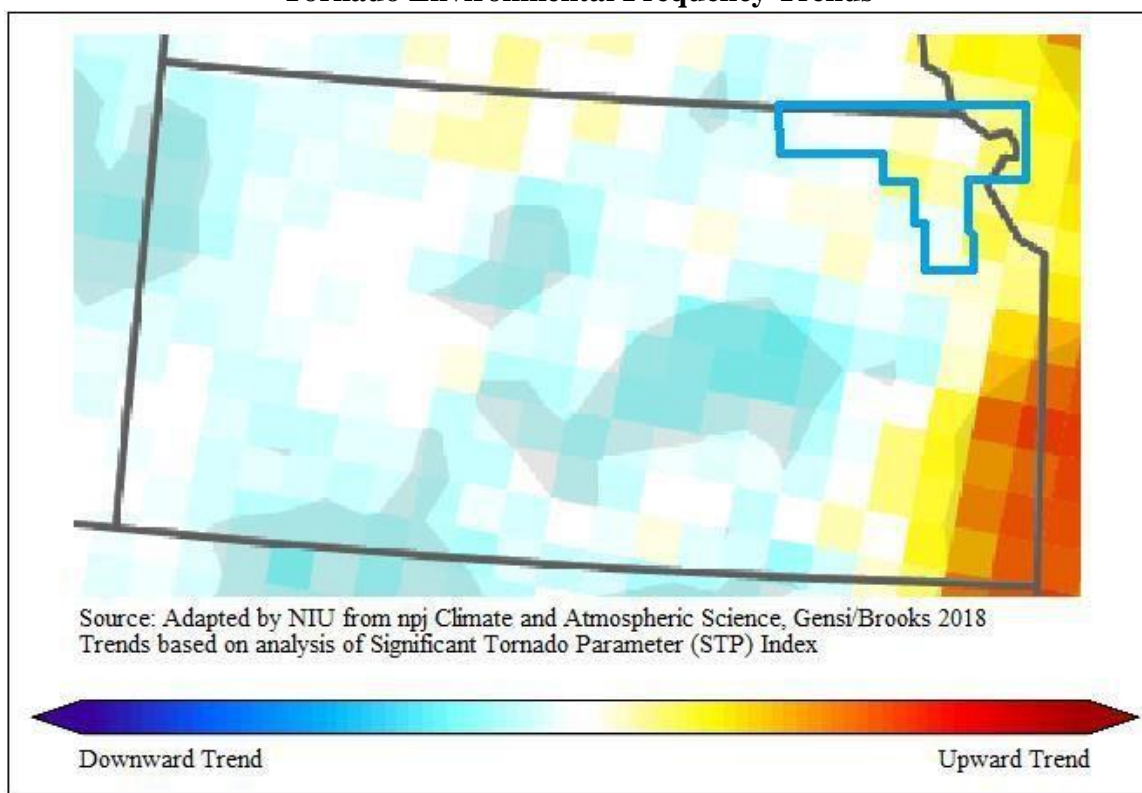 Tornado Environmental Frequency Trends
Source: Adapted by NIU from npj Climate and Atmospheric Science, Gensi/Brooks 2018
Trends based on analysis of Significant Tornado Parameter (STP) Index
Downward Trend
Upward Trend